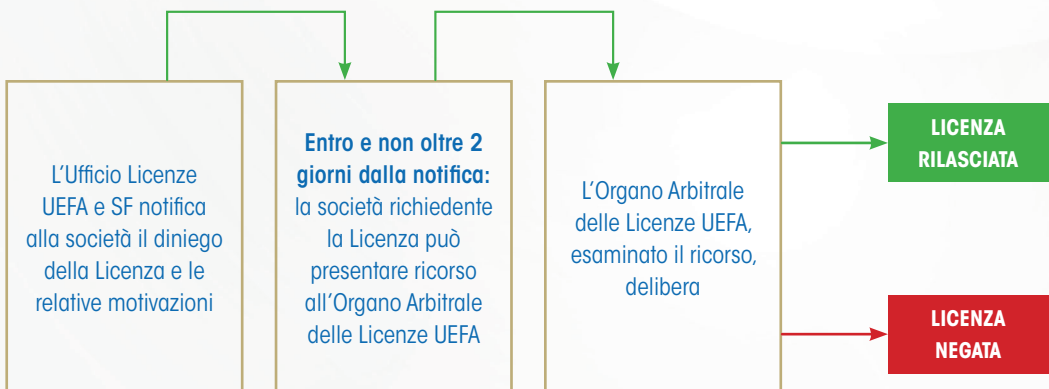 L'Ufficio Licenze
UEFA e SF notifica
alla società il diniego
della Licenza e le
relative motivazioni
Entro e non oltre 2
giorni dalla notifica:
la società richiedente
la Licenza può
presentare ricorso
all'Organo Arbitrale
delle Licenze UEFA
L'Organo Arbitrale
delle Licenze UEFA,
esaminato il ricorso,
delibera
LICENZA
RILASCIATA
LICENZA
NEGATA